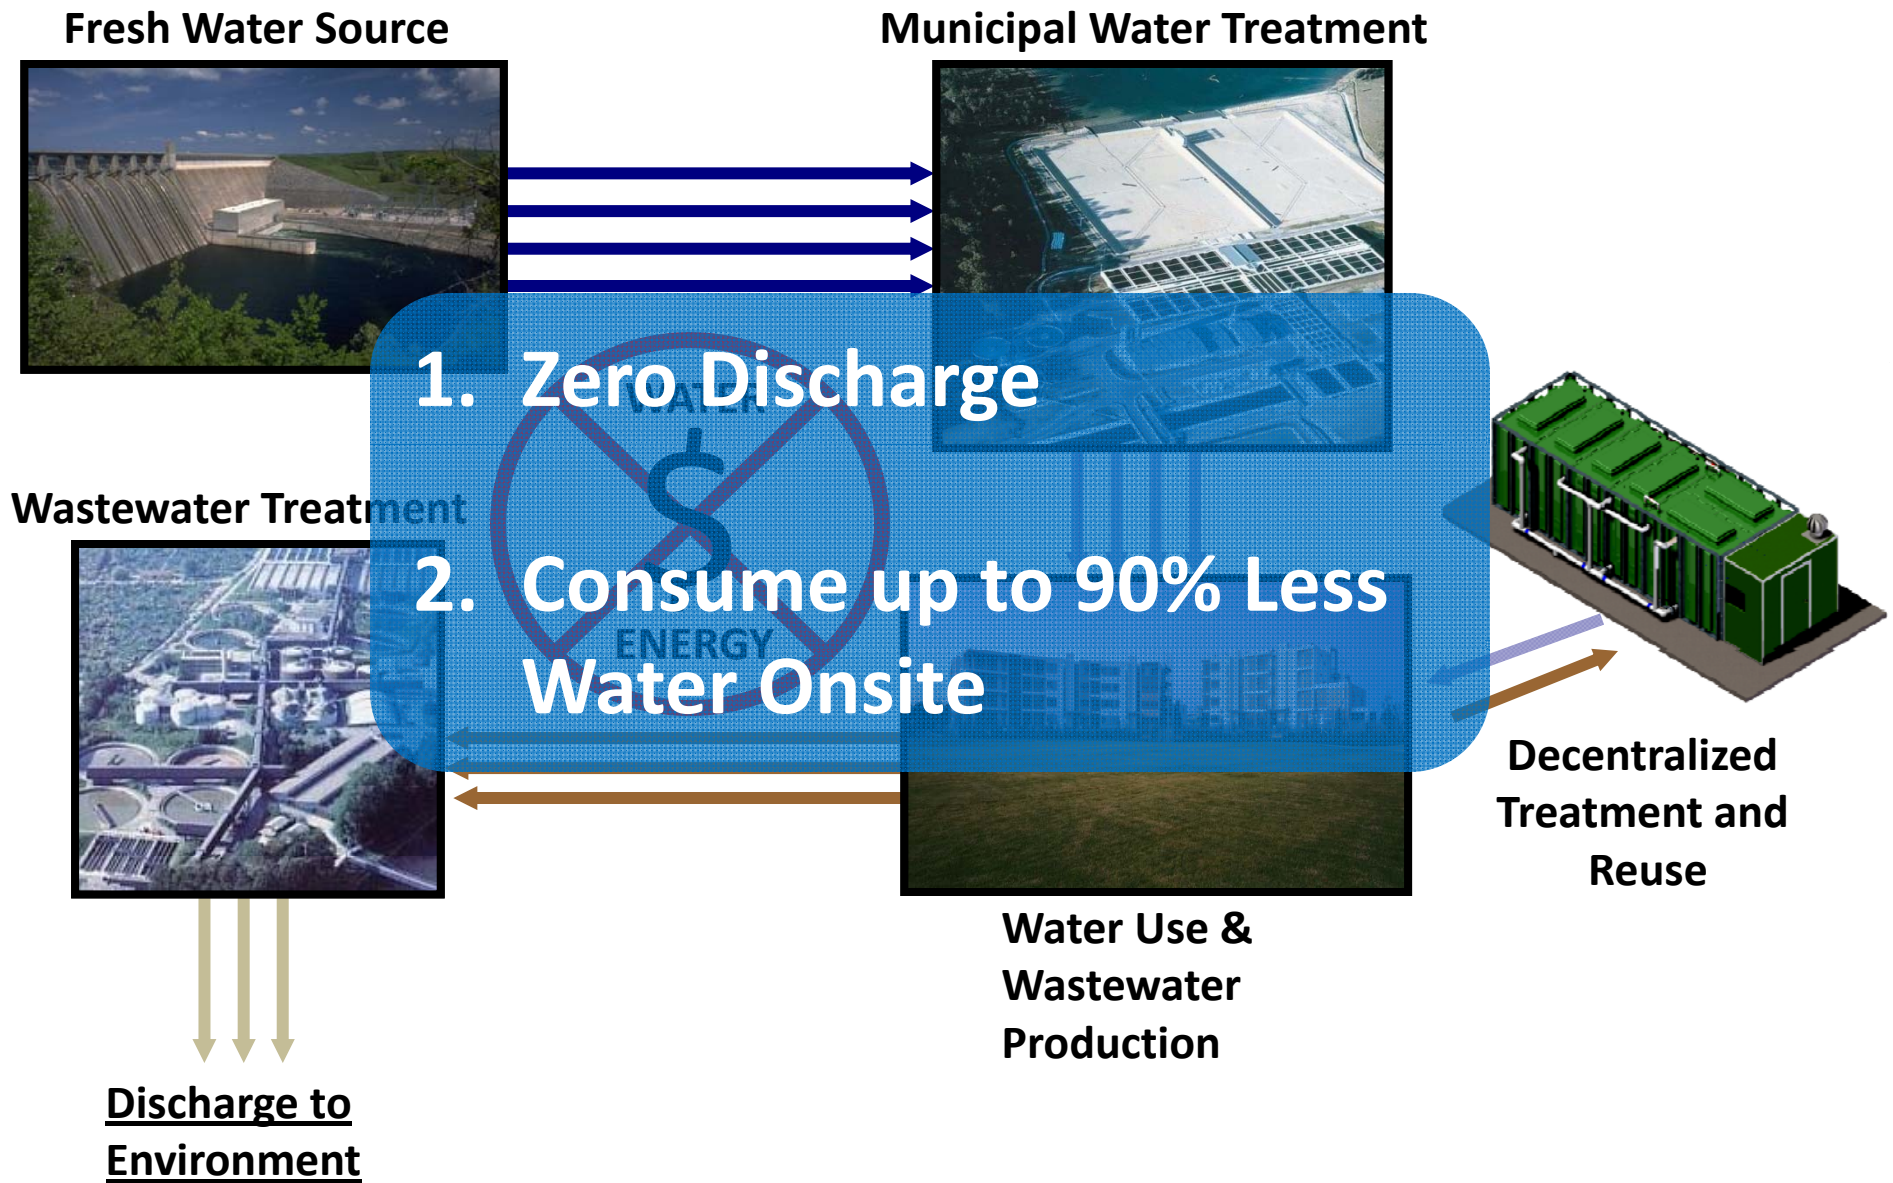 Fresh Water Source
Municipal Water Treatment
1. Zero Discharge
WATER
$
Wastewater Treatment
2. Consume up to 90% Less
Water Onsite
ENERGY
Decentralized
Treatment and
Reuse
Water Use &
Wastewater
Production
Discharge to
Environment